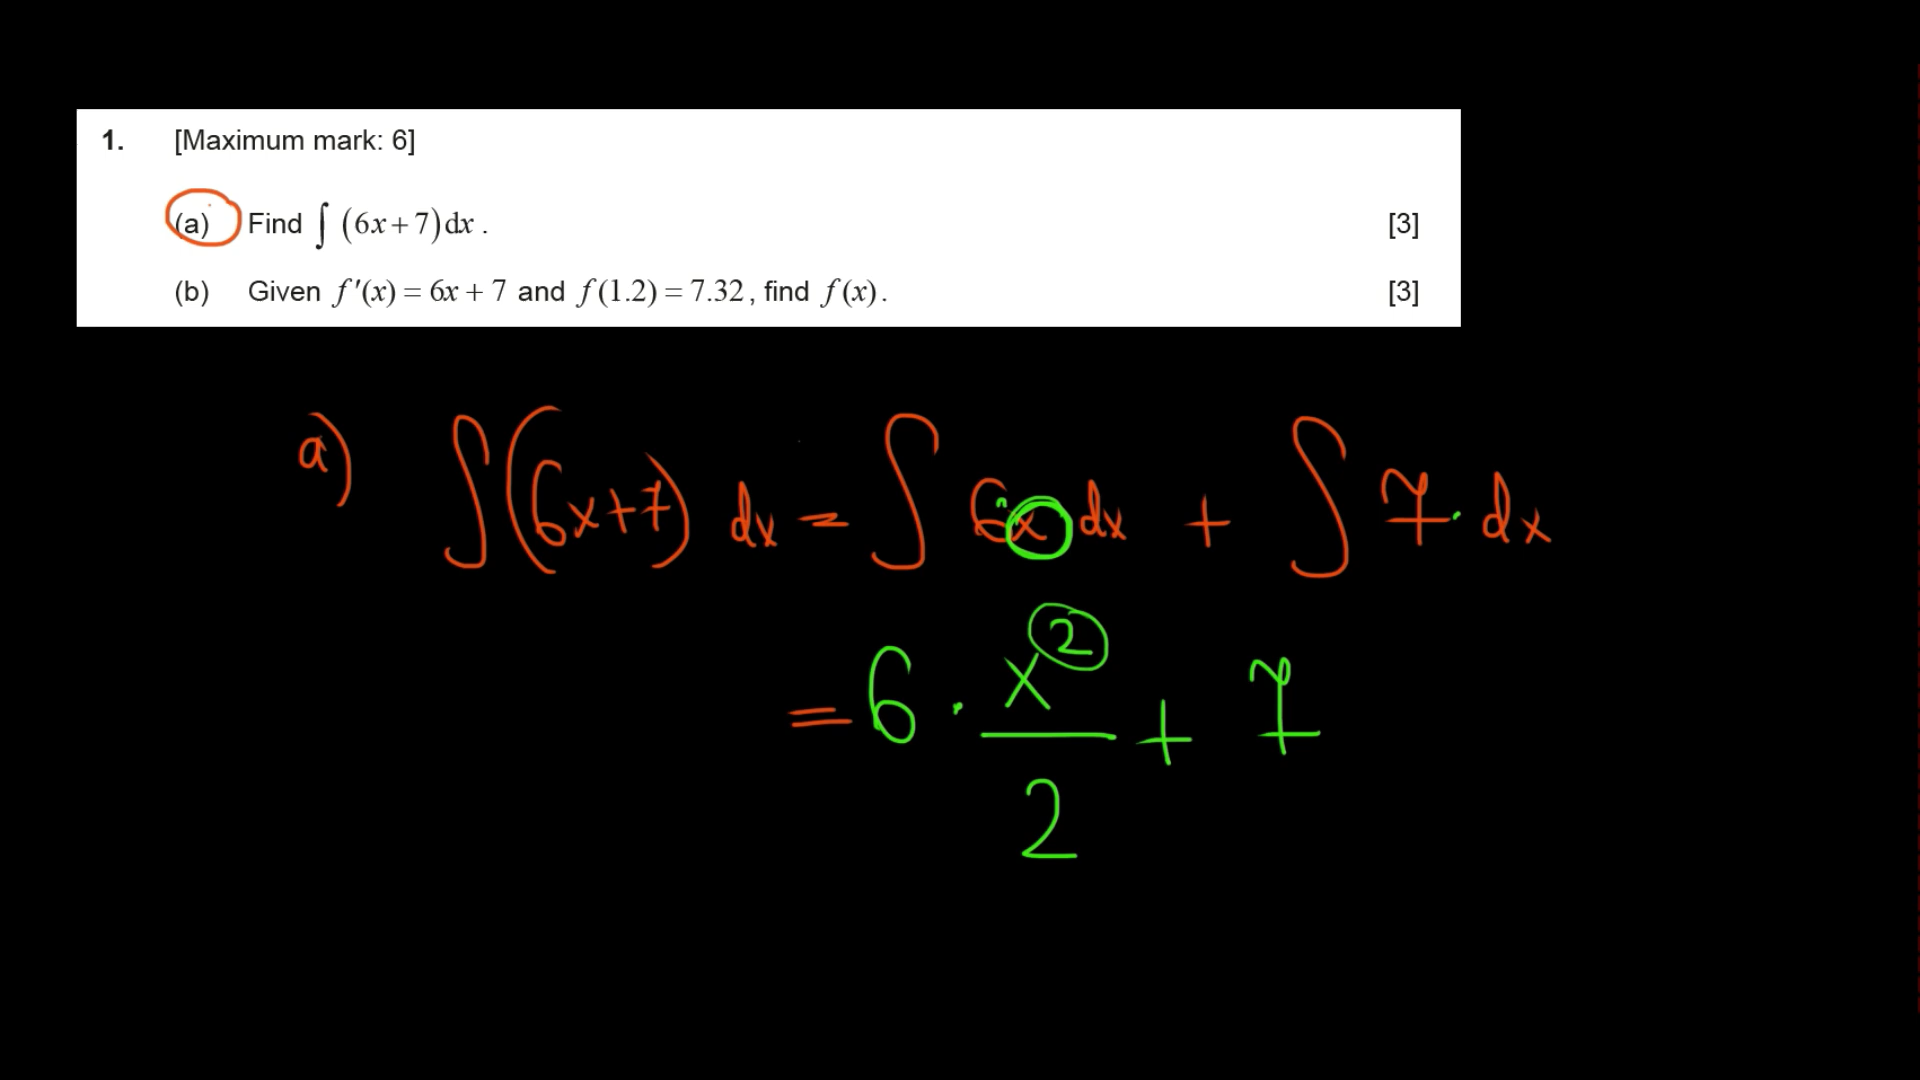 1. [Maximum mark: 6]
(a) Find ∫ (6x + 7)dx . [3]
(b) Given f′(x) = 6x + 7 and f(1.2) = 7.32, find f(x). [3]
a) ∫(6x+7) dx = ∫ 6x dx + ∫ 7· dx
= 6 · x² / 2 + 7